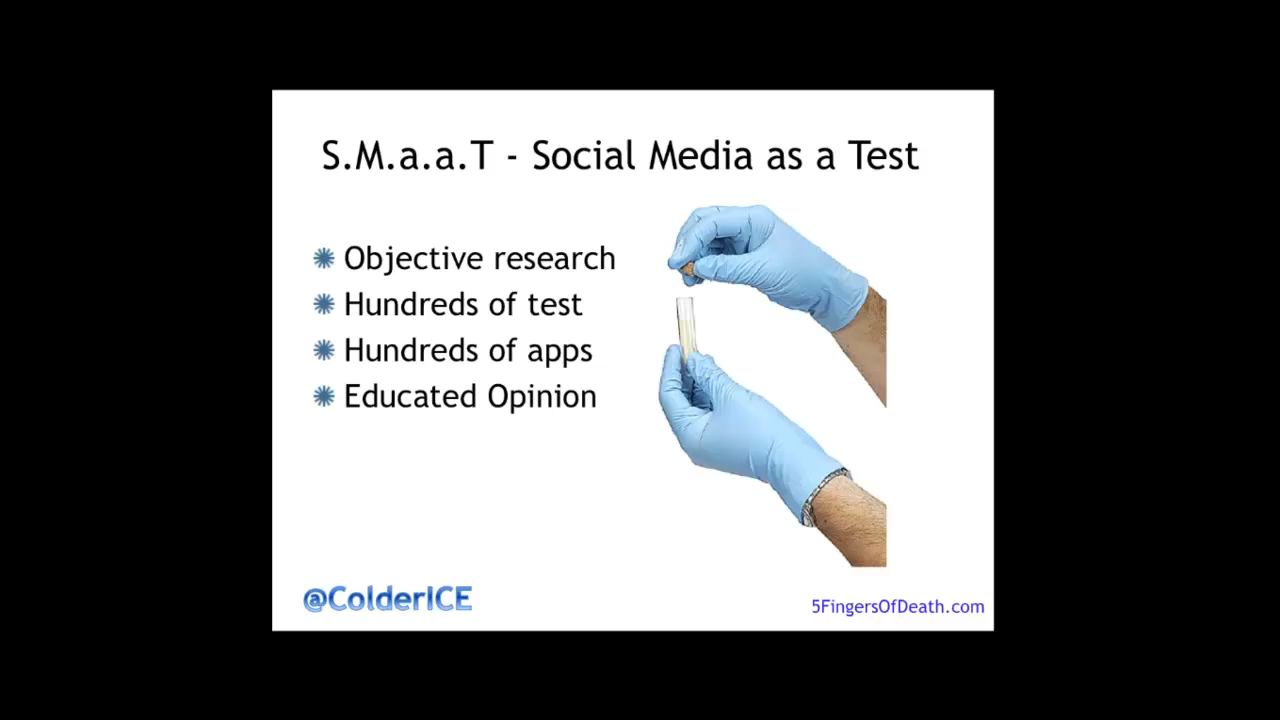 S.M.a.a.T - Social Media as a Test
Objective research
Hundreds of test
Hundreds of apps
Educated Opinion
@ColderICE
5FingersOfDeath.com